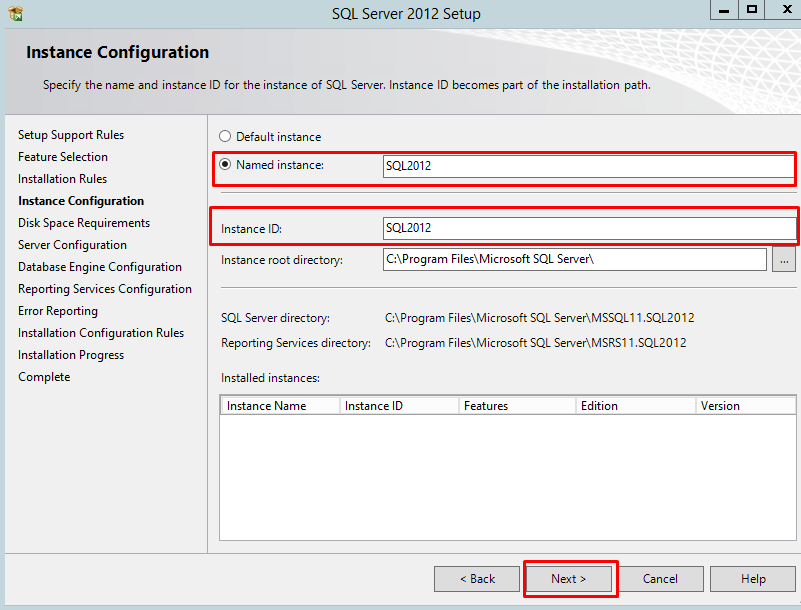 SQL Server 2012 Setup
Instance Configuration
Specify the name and instance ID for the instance of SQL Server. Instance ID becomes part of the installation path.
Setup Support Rules
Feature Selection
Installation Rules
Instance Configuration
Disk Space Requirements
Server Configuration
Database Engine Configuration
Reporting Services Configuration
Error Reporting
Installation Configuration Rules
Installation Progress
Complete
Default instance
Named instance: SQL2012
Instance ID: SQL2012
Instance root directory: C:\Program Files\Microsoft SQL Server\ ...
SQL Server directory: C:\Program Files\Microsoft SQL Server\MSSQL11.SQL2012
Reporting Services directory: C:\Program Files\Microsoft SQL Server\MSRS11.SQL2012
Installed instances:
Instance Name Instance ID Features Edition Version
< Back Next > Cancel Help